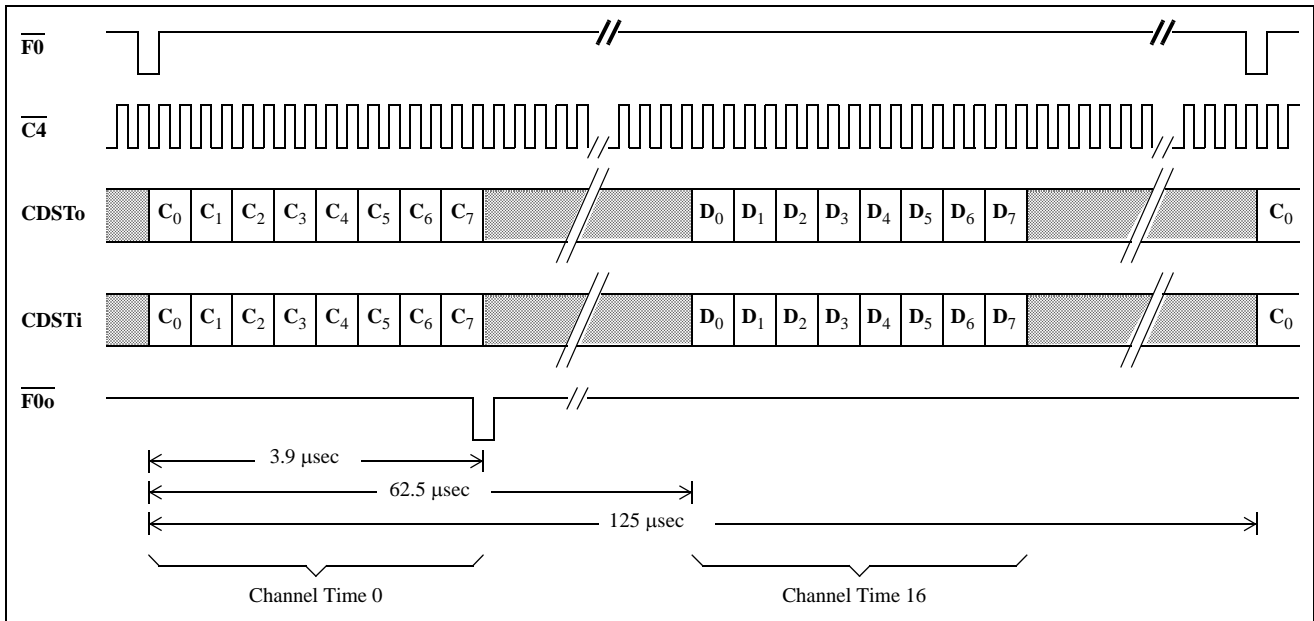 F0
C4
CDSTo C₀ C₁ C₂ C₃ C₄ C₅ C₆ C₇ D₀ D₁ D₂ D₃ D₄ D₅ D₆ D₇ C₀
CDSTi C₀ C₁ C₂ C₃ C₄ C₅ C₆ C₇ D₀ D₁ D₂ D₃ D₄ D₅ D₆ D₇ C₀
F0o
3.9 μsec
62.5 μsec
125 μsec
Channel Time 0 Channel Time 16